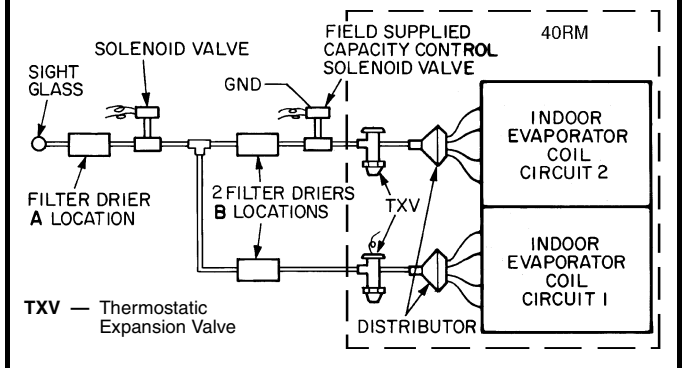 FIELD SUPPLIED
CAPACITY CONTROL
SOLENOID VALVE
40RM
SOLENOID VALVE
SIGHT
GLASS
GND
INDOOR
EVAPORATOR
COIL
CIRCUIT 2
FILTER DRIER
A LOCATION
2 FILTER DRIERS
B LOCATIONS
TXV
INDOOR
EVAPORATOR
COIL
CIRCUIT 1
TXV — Thermostatic
Expansion Valve
DISTRIBUTOR